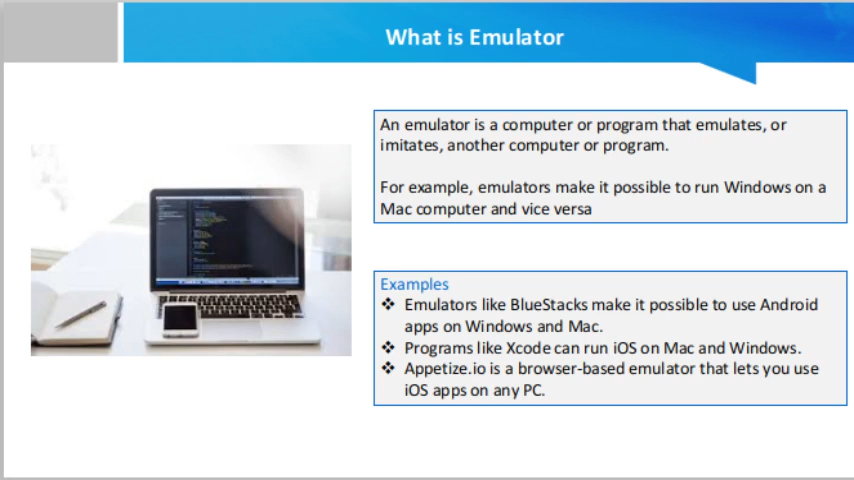 What is Emulator
An emulator is a computer or program that emulates, or
imitates, another computer or program.
For example, emulators make it possible to run Windows on a
Mac computer and vice versa
Examples
❖ Emulators like BlueStacks make it possible to use Android
apps on Windows and Mac.
❖ Programs like Xcode can run iOS on Mac and Windows.
❖ Appetize.io is a browser-based emulator that lets you use
iOS apps on any PC.